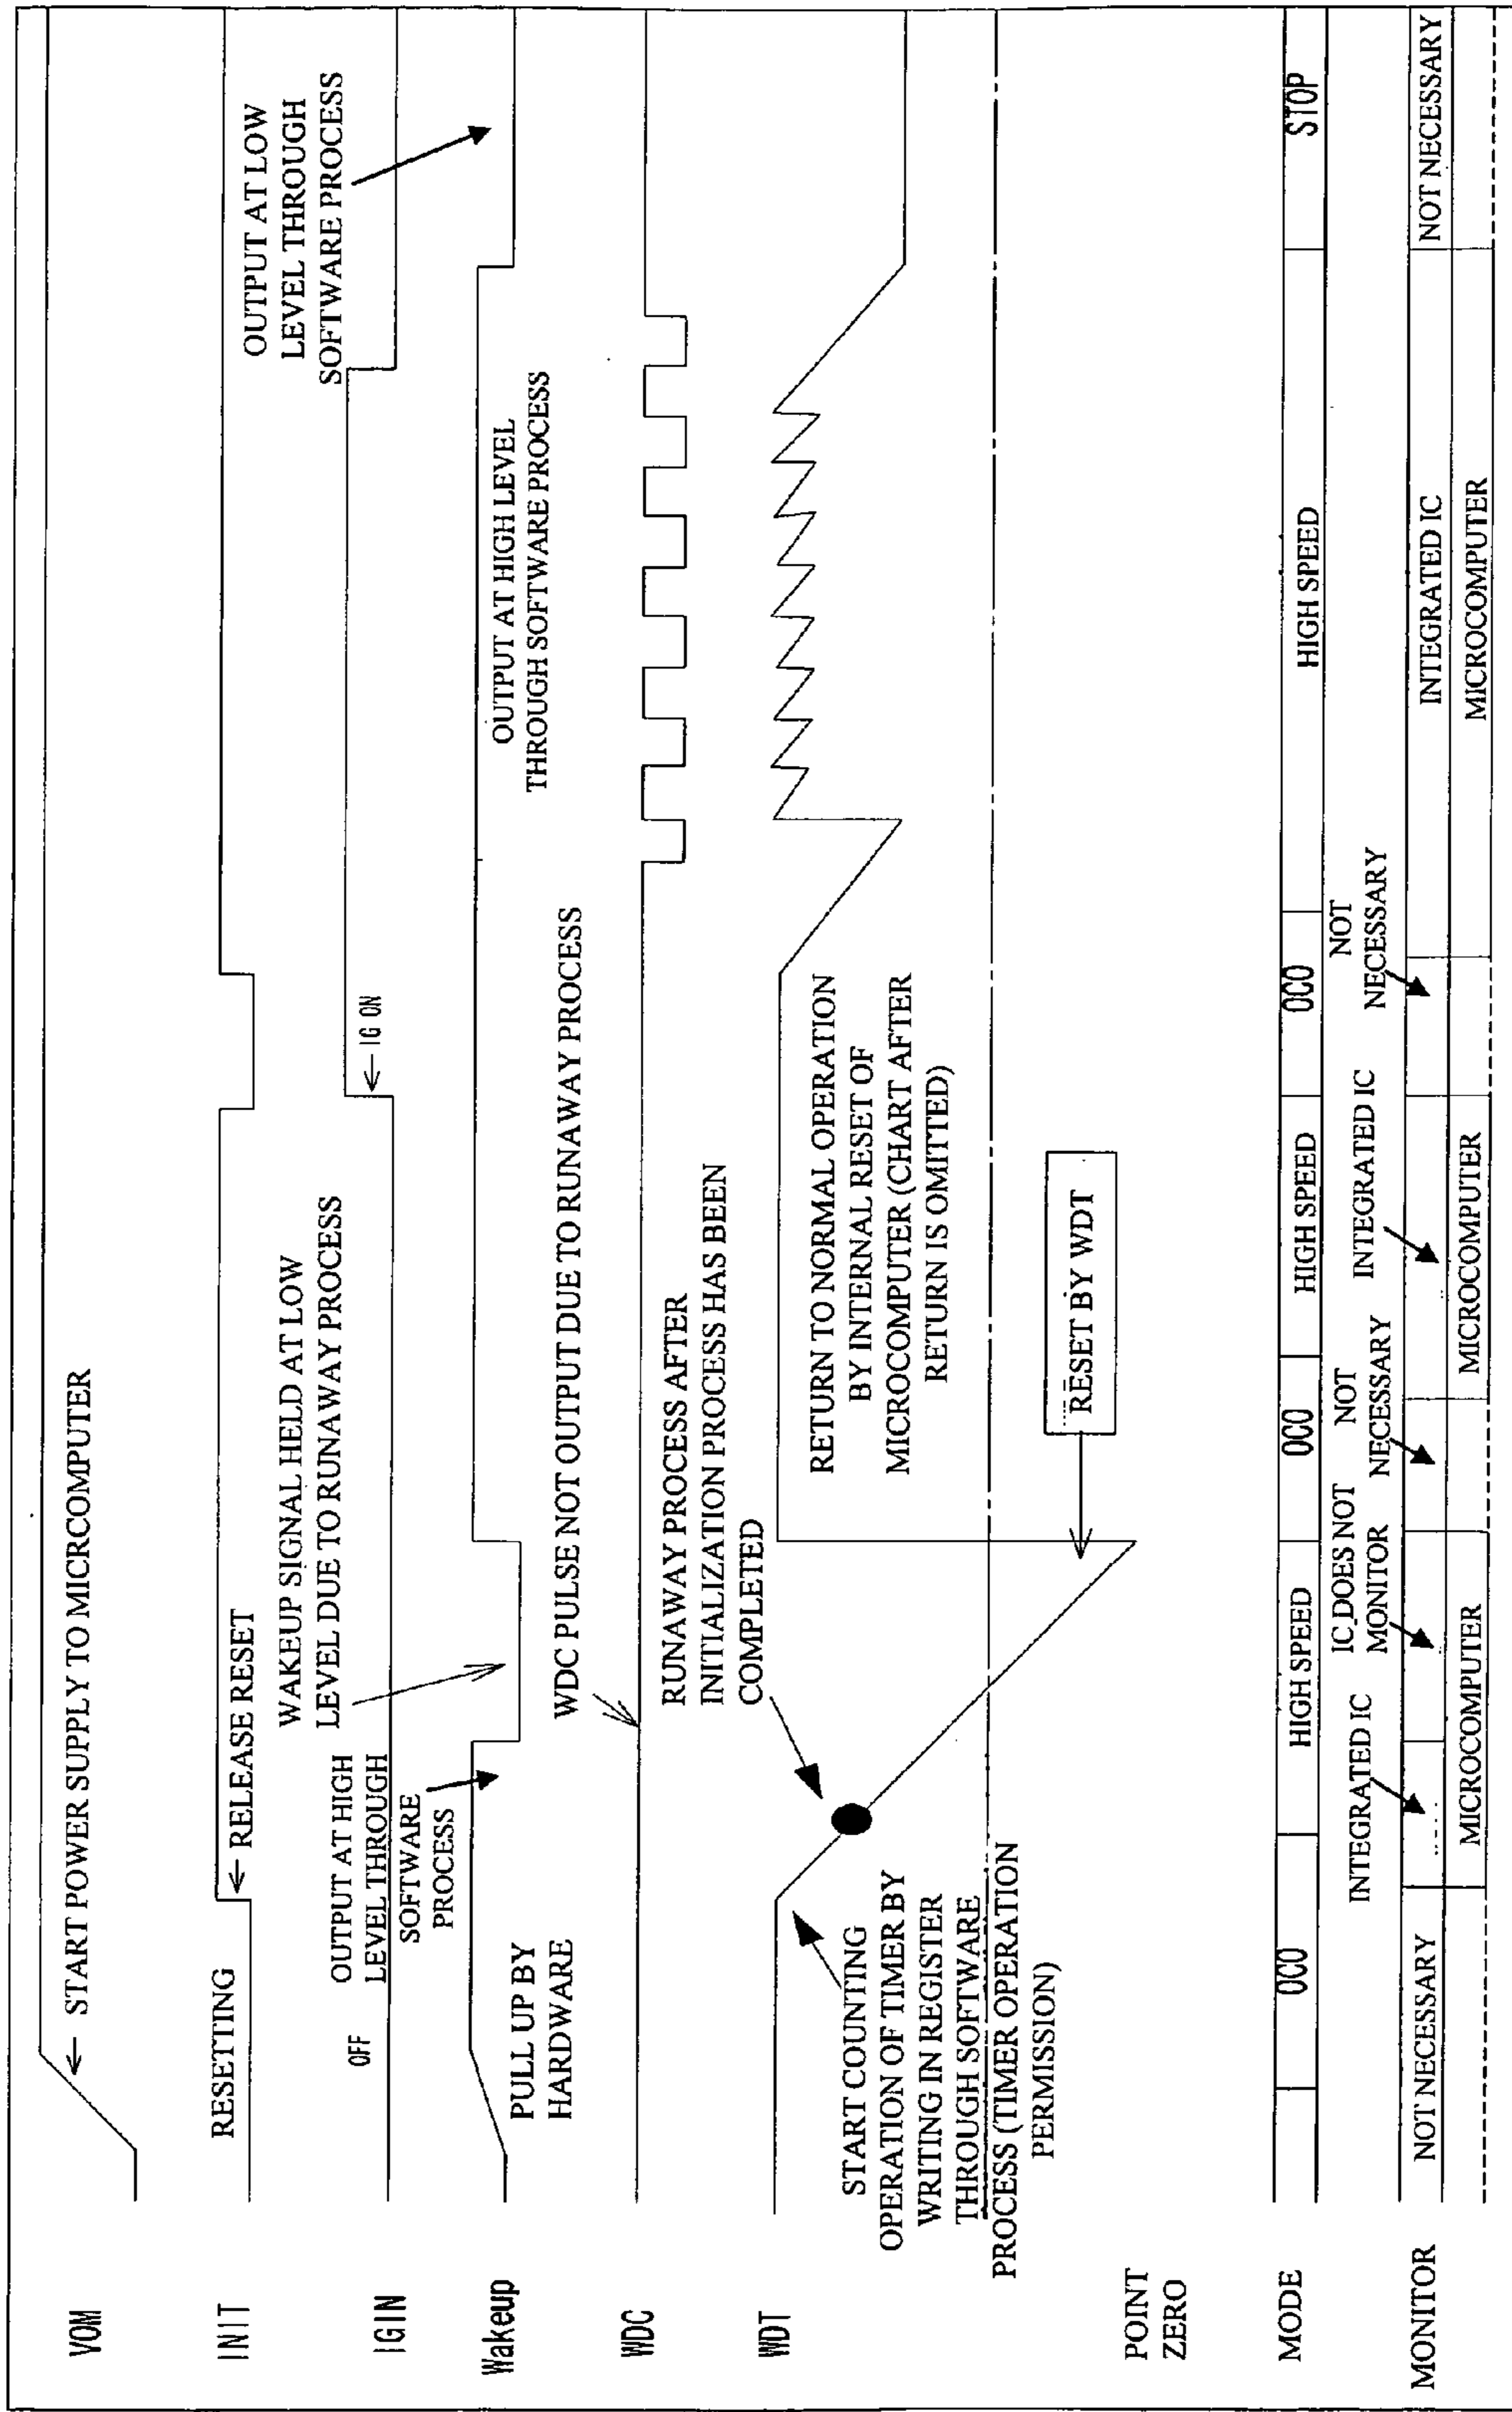 VOM
← START POWER SUPPLY TO MIRCOMPUTER
INIT
RESETTING
← RELEASE RESET
IGIN
OFF
← IG ON
OUTPUT AT HIGH
LEVEL THROUGH
SOFTWARE
PROCESS
WAKEUP SIGNAL HELD AT LOW
LEVEL DUE TO RUNAWAY PROCESS
OUTPUT AT LOW
LEVEL THROUGH
SOFTWARE PROCESS
Wakeup
PULL UP BY
HARDWARE
OUTPUT AT HIGH LEVEL
THROUGH SOFTWARE PROCESS
WDC
WDC PULSE NOT OUTPUT DUE TO RUNAWAY PROCESS
WDT
RUNAWAY PROCESS AFTER
INITIALIZATION PROCESS HAS BEEN
COMPLETED
START COUNTING
OPERATION OF TIMER BY
WRITING IN REGISTER
THROUGH SOFTWARE
PROCESS (TIMER OPERATION
PERMISSION)
RETURN TO NORMAL OPERATION
BY INTERNAL RESET OF
MICROCOMPUTER (CHART AFTER
RETURN IS OMITTED)
RESET BY WDT
POINT
ZERO
MODE
OCO
HIGH SPEED
OCO
HIGH SPEED
OCO
HIGH SPEED
STOP
INTEGRATED IC
IC DOES NOT
MONITOR
NOT
NECESSARY
INTEGRATED IC
NOT
NECESSARY
MONITOR
NOT NECESSARY
INTEGRATED IC
NOT NECESSARY
MICROCOMPUTER
MICROCOMPUTER
MICROCOMPUTER